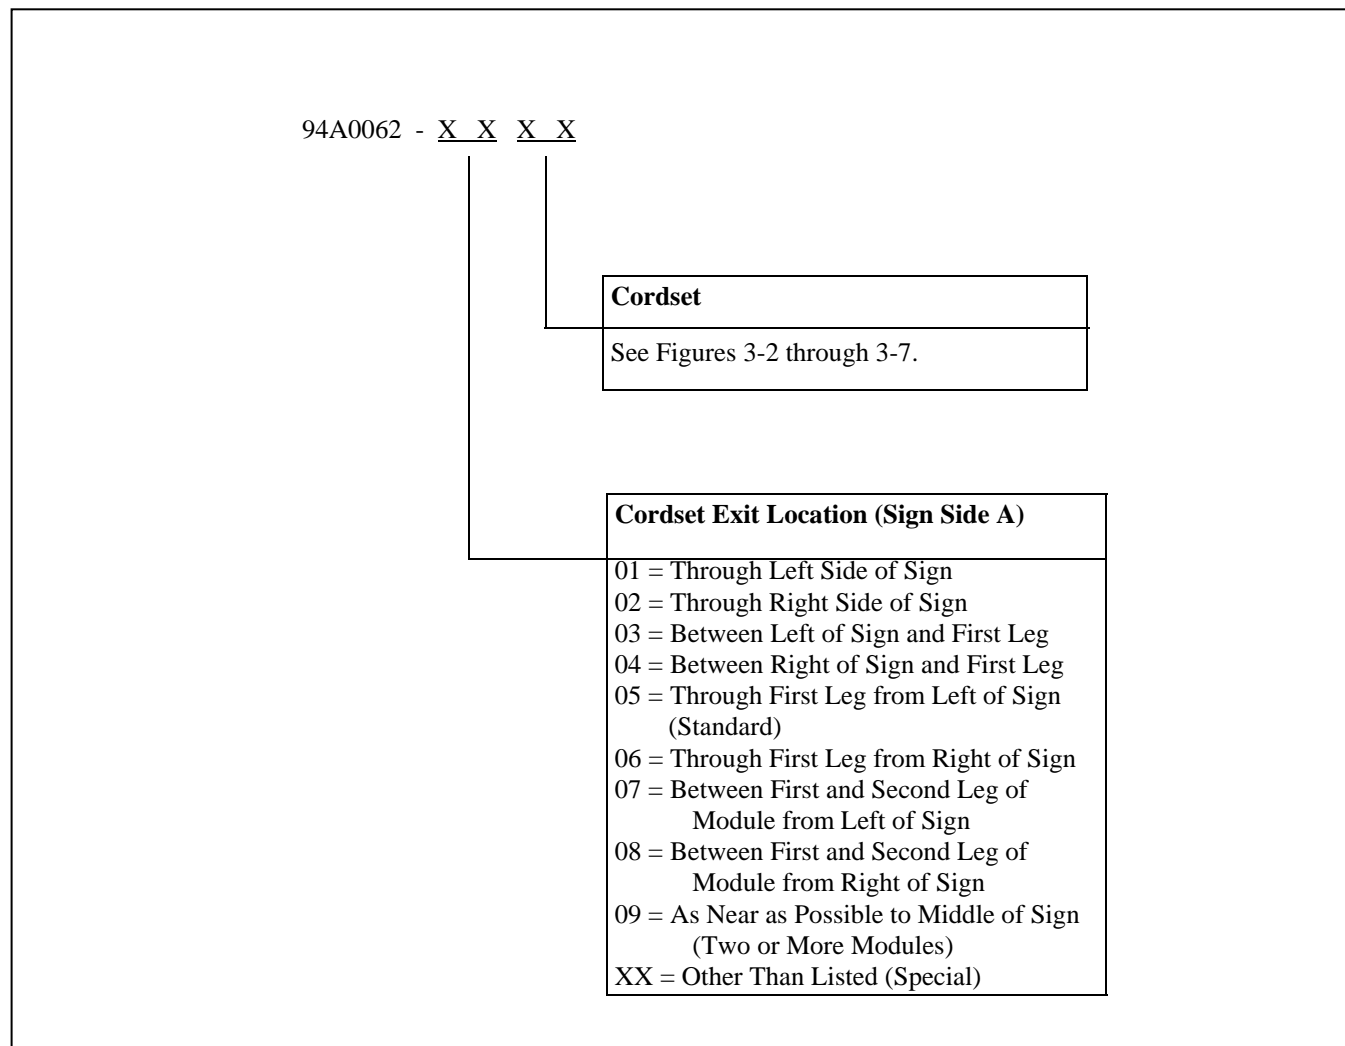 94A0062 - X X X X
Cordset
See Figures 3-2 through 3-7.
Cordset Exit Location (Sign Side A)
01 = Through Left Side of Sign
02 = Through Right Side of Sign
03 = Between Left of Sign and First Leg
04 = Between Right of Sign and First Leg
05 = Through First Leg from Left of Sign
(Standard)
06 = Through First Leg from Right of Sign
07 = Between First and Second Leg of
Module from Left of Sign
08 = Between First and Second Leg of
Module from Right of Sign
09 = As Near as Possible to Middle of Sign
(Two or More Modules)
XX = Other Than Listed (Special)